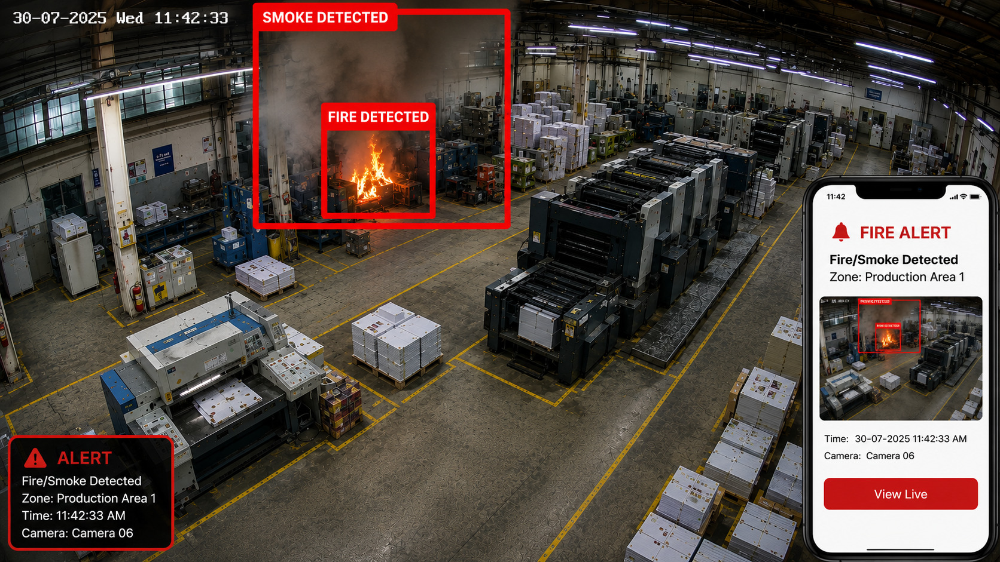 30-07-2025 Wed 11:42:33
SMOKE DETECTED
FIRE DETECTED
ALERT
Fire/Smoke Detected
Zone: Production Area 1
Time: 11:42:33 AM
Camera: Camera 06
11:42
FIRE ALERT
Fire/Smoke Detected
Zone: Production Area 1
Time: 30-07-2025 11:42:33 AM
Camera: Camera 06
View Live